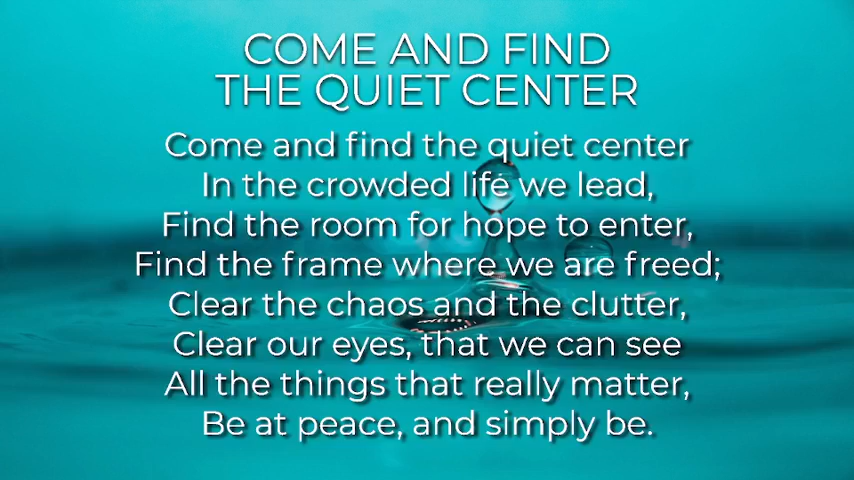 COME AND FIND
THE QUIET CENTER
Come and find the quiet center
In the crowded life we lead,
Find the room for hope to enter,
Find the frame where we are freed;
Clear the chaos and the clutter,
Clear our eyes, that we can see
All the things that really matter,
Be at peace, and simply be.